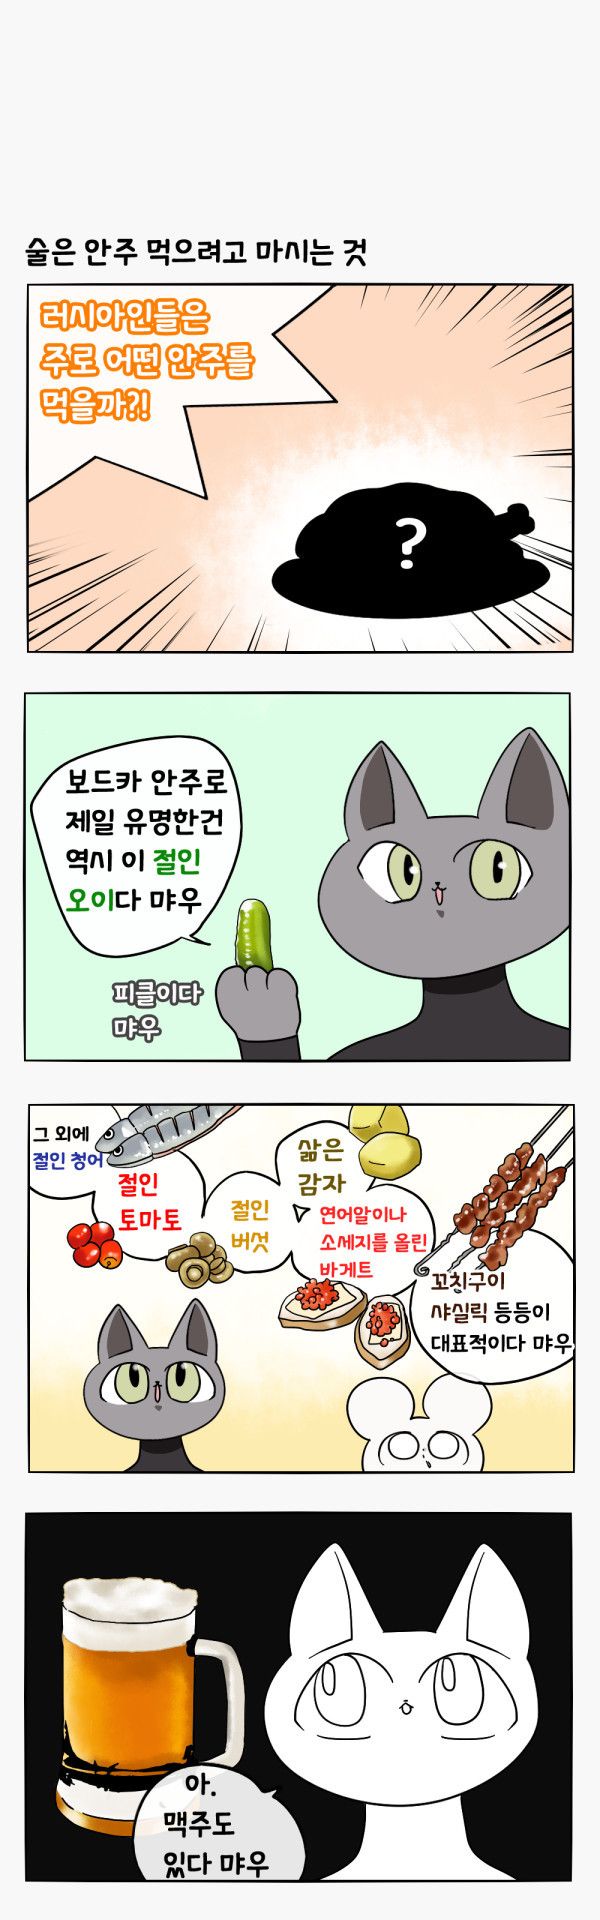 술은 안주 먹으려고 마시는 것
러시아인들은
주로 어떤 안주를
먹을까?!
?
보드카 안주로
제일 유명한건
역시 이 절인
오이다 먀우
피클이다
먀우
그 외에
절인 청어
절인
토마토
절인
버섯
삶은
감자
연어알이나
소세지를 올린
바게트
꼬친구이
샤실릭 등등이
대표적이다 먀우
아.
맥주도
있다 먀우